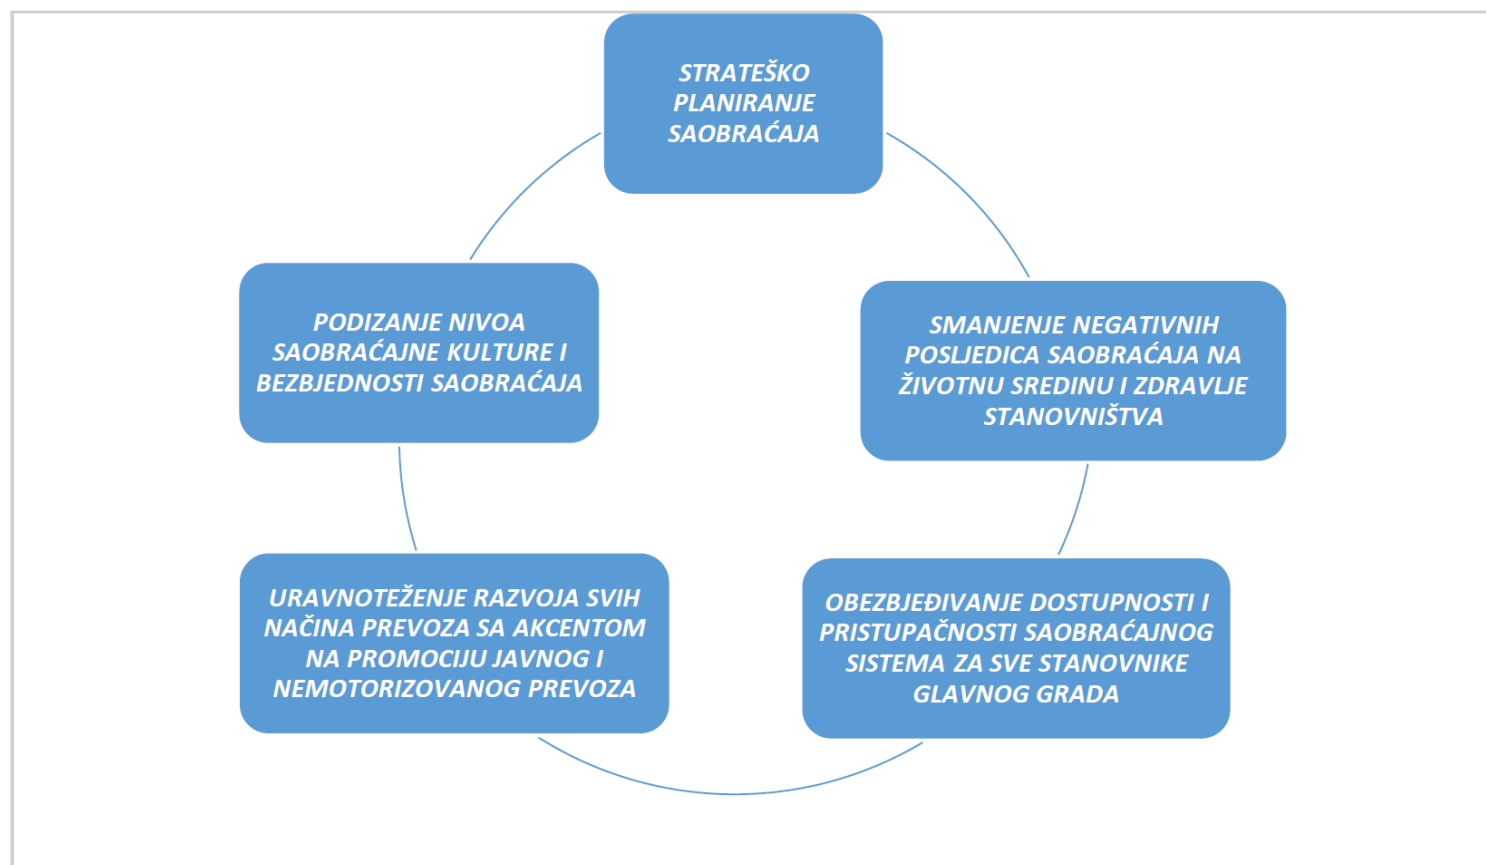 STRATEŠKO
PLANIRANJE
SAOBRAĆAJA
PODIZANJE NIVOA
SAOBRAĆAJNE KULTURE I
BEZBJEDNOSTI SAOBRAĆAJA
SMANJENJE NEGATIVNIH
POSLJEDICA SAOBRAĆAJA NA
ŽIVOTNU SREDINU I ZDRAVLJE
STANOVNIŠTVA
URAVNOTEŽENJE RAZVOJA SVIH
NAČINA PREVOZA SA AKCENTOM
NA PROMOCIJU JAVNOG I
NEMOTORIZOVANOG PREVOZA
OBEZBJEĐIVANJE DOSTUPNOSTI I
PRISTUPAČNOSTI SAOBRAĆAJNOG
SISTEMA ZA SVE STANOVNIKE
GLAVNOG GRADA